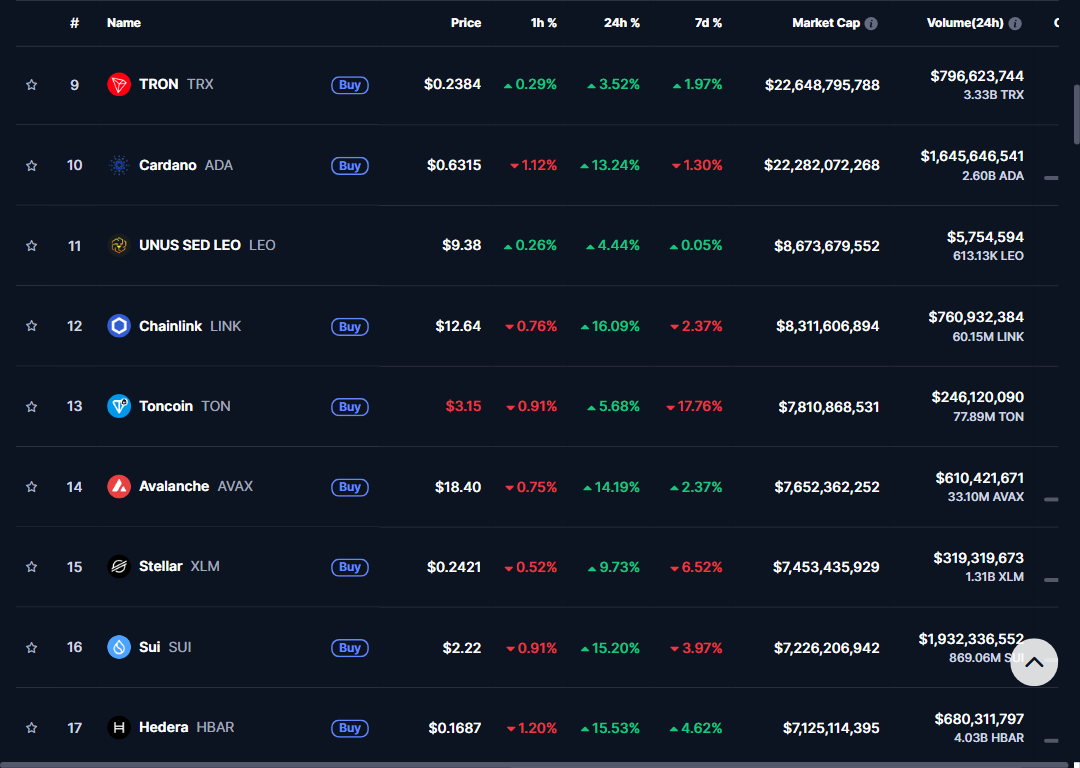 # Name Price 1h % 24h % 7d % Market Cap Volume(24h)
9 TRON TRX Buy $0.2384 0.29% 3.52% 1.97% $22,648,795,788 $796,623,744
3.33B TRX
10 Cardano ADA Buy $0.6315 1.12% 13.24% 1.30% $22,282,072,268 $1,645,646,541
2.60B ADA
11 UNUS SED LEO LEO $9.38 0.26% 4.44% 0.05% $8,673,679,552 $5,754,594
613.13K LEO
12 Chainlink LINK Buy $12.64 0.76% 16.09% 2.37% $8,311,606,894 $760,932,384
60.15M LINK
13 Toncoin TON Buy $3.15 0.91% 5.68% 17.76% $7,810,868,531 $246,120,090
77.89M TON
14 Avalanche AVAX Buy $18.40 0.75% 14.19% 2.37% $7,652,362,252 $610,421,671
33.10M AVAX
15 Stellar XLM Buy $0.2421 0.52% 9.73% 6.52% $7,453,435,929 $319,319,673
1.31B XLM
16 Sui SUI Buy $2.22 0.91% 15.20% 3.97% $7,226,206,942 $1,932,336,552
869.06M SUI
17 Hedera HBAR Buy $0.1687 1.20% 15.53% 4.62% $7,125,114,395 $680,311,797
4.03B HBAR